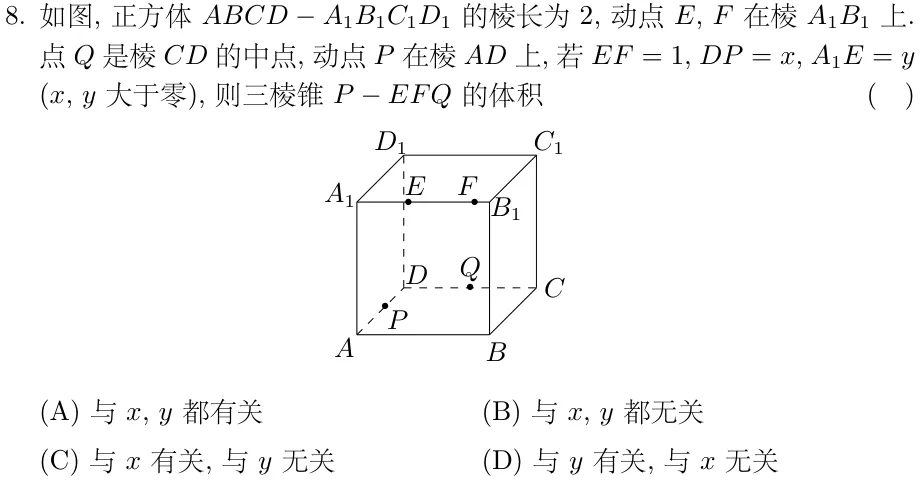 8. 如图, 正方体 ABCD − A₁B₁C₁D₁ 的棱长为 2, 动点 E, F 在棱 A₁B₁ 上.
点 Q 是棱 CD 的中点, 动点 P 在棱 AD 上, 若 EF = 1, DP = x, A₁E = y
(x, y 大于零), 则三棱锥 P − EFQ 的体积 ( )
D₁ C₁
A₁ E F B₁
D Q C
P
A B
(A) 与 x, y 都有关 (B) 与 x, y 都无关
(C) 与 x 有关, 与 y 无关 (D) 与 y 有关, 与 x 无关